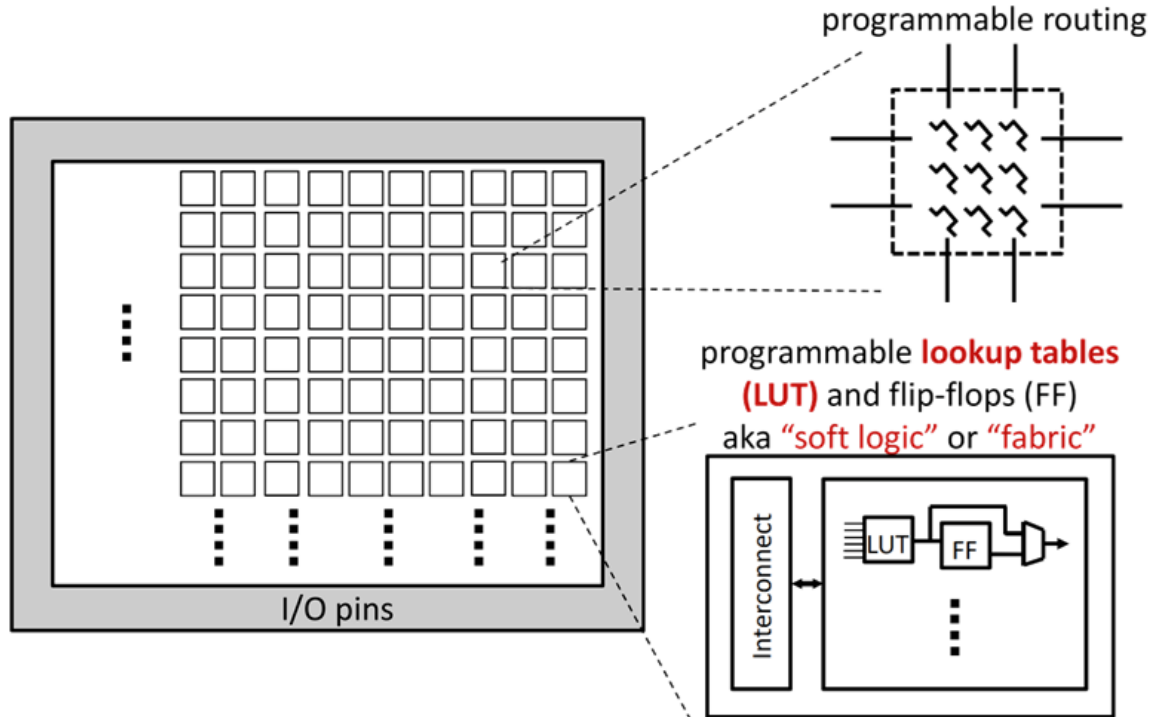 programmable routing
programmable lookup tables
(LUT) and flip-flops (FF)
aka “soft logic” or “fabric”
Interconnect
LUT
FF
I/O pins